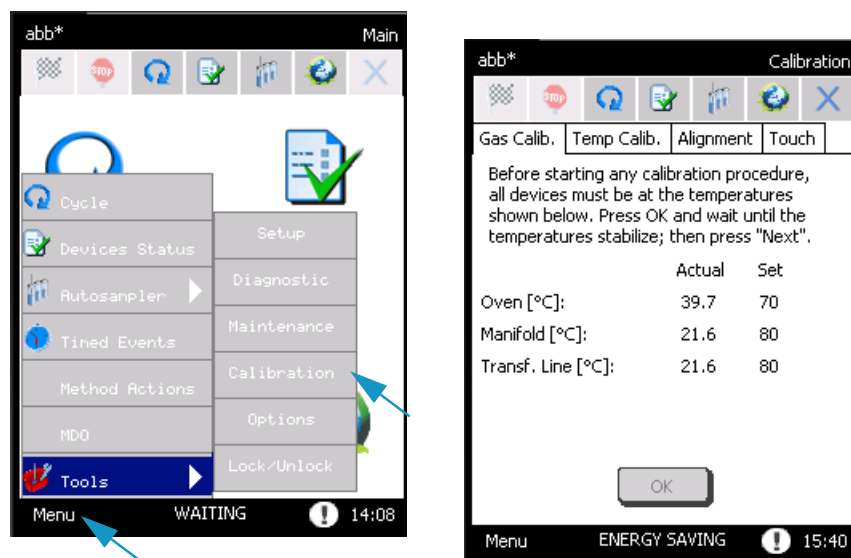 abb* Main
STOP
Cycle
Devices Status
Autosampler
Timed Events
Method Actions
MDO
Tools
Setup
Diagnostic
Maintenance
Calibration
Options
Lock/Unlock
Menu WAITING 14:08
abb* Calibration
STOP
Gas Calib. Temp Calib. Alignment Touch
Before starting any calibration procedure,
all devices must be at the temperatures
shown below. Press OK and wait until the
temperatures stabilize; then press "Next".
Actual Set
Oven [°C]: 39.7 70
Manifold [°C]: 21.6 80
Transf. Line [°C]: 21.6 80
OK
Menu ENERGY SAVING 15:40